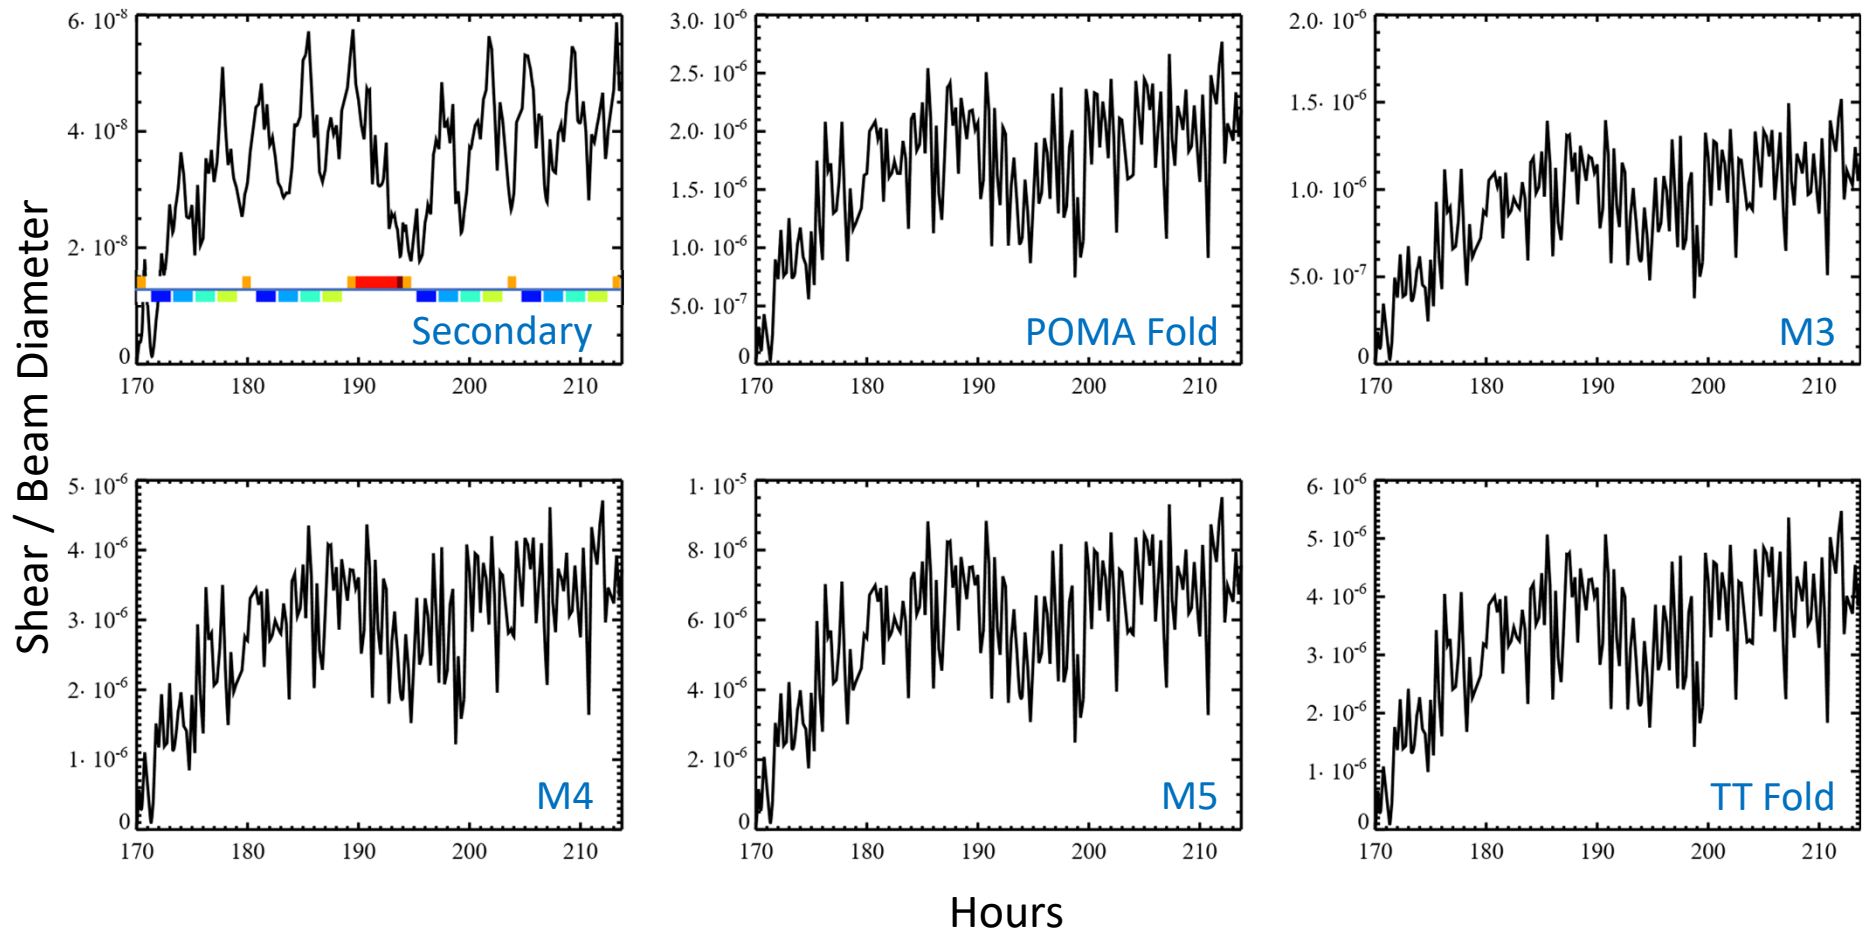 Shear / Beam Diameter
6· 10-8
4· 10-8
2· 10-8
0
170 180 190 200 210
Secondary
3.0· 10-6
2.5· 10-6
2.0· 10-6
1.5· 10-6
1.0· 10-6
5.0· 10-7
0
170 180 190 200 210
POMA Fold
2.0· 10-6
1.5· 10-6
1.0· 10-6
5.0· 10-7
0
170 180 190 200 210
M3
5· 10-6
4· 10-6
3· 10-6
2· 10-6
1· 10-6
0
170 180 190 200 210
M4
1· 10-5
8· 10-6
6· 10-6
4· 10-6
2· 10-6
0
170 180 190 200 210
M5
6· 10-6
5· 10-6
4· 10-6
3· 10-6
2· 10-6
1· 10-6
0
170 180 190 200 210
TT Fold
Hours